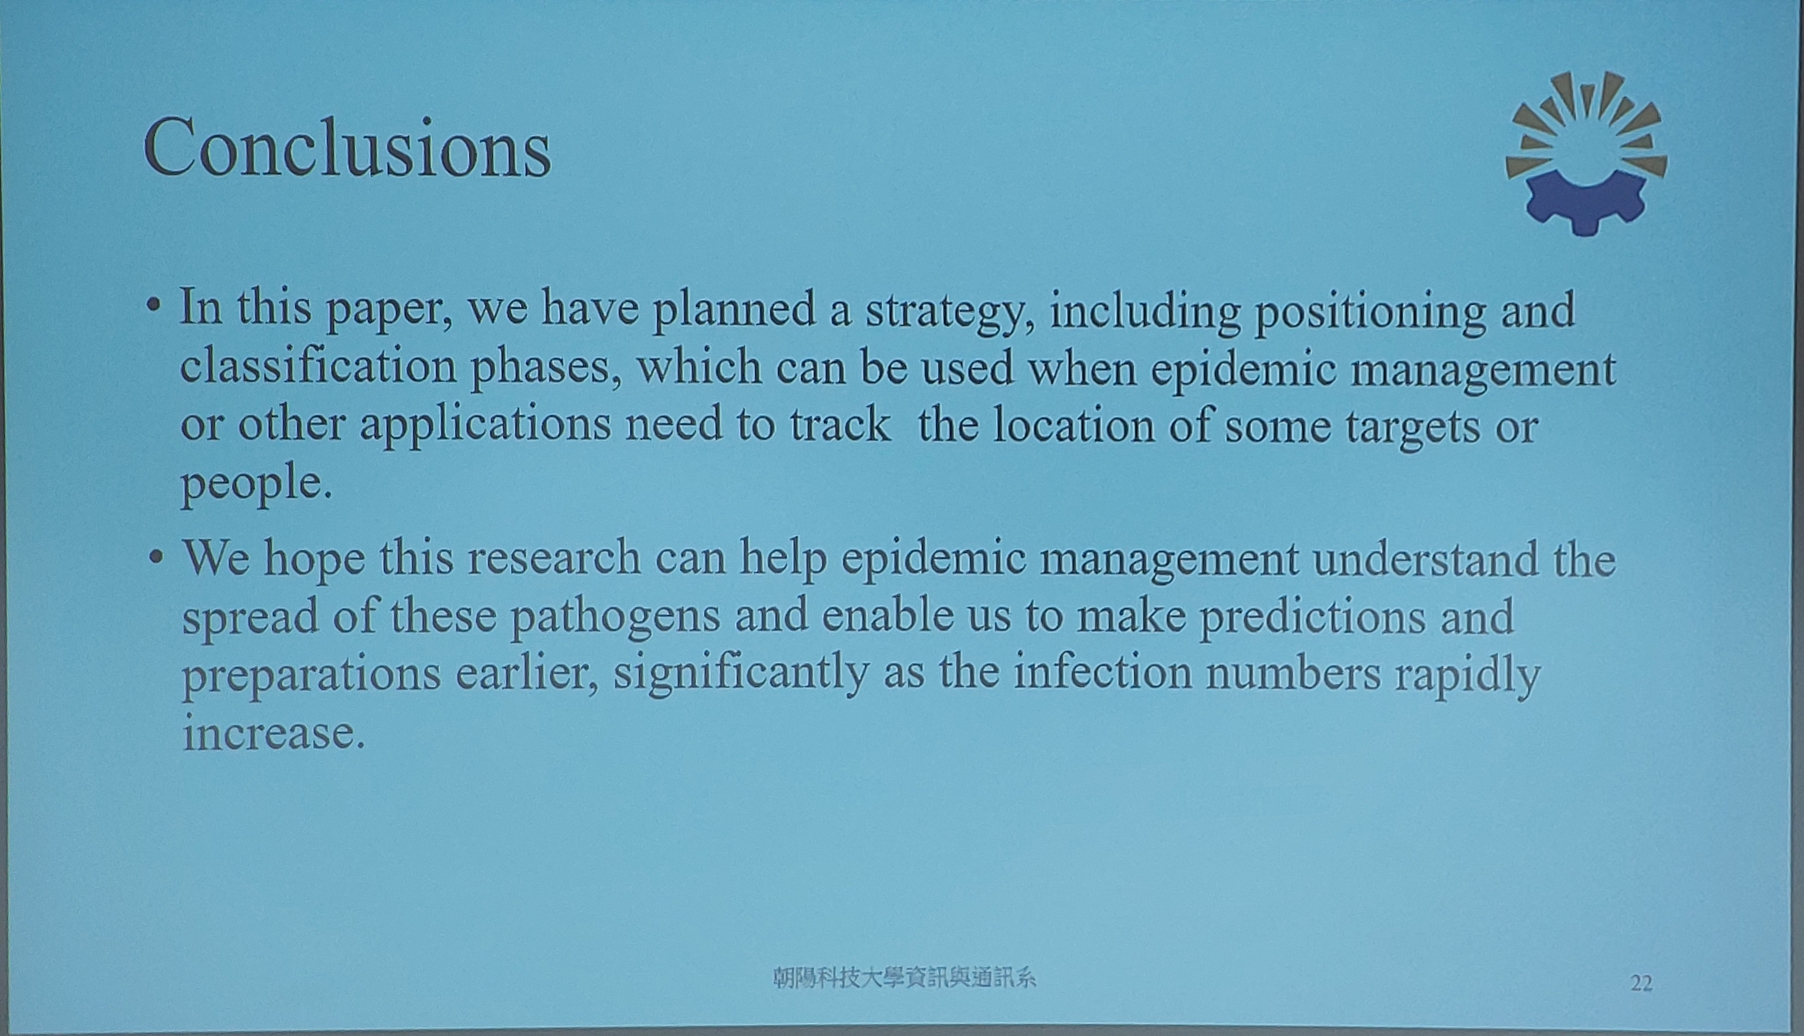 Conclusions
• In this paper, we have planned a strategy, including positioning and
classification phases, which can be used when epidemic management
or other applications need to track  the location of some targets or
people.
• We hope this research can help epidemic management understand the
spread of these pathogens and enable us to make predictions and
preparations earlier, significantly as the infection numbers rapidly
increase.
朝陽科技大學資訊與通訊系
22